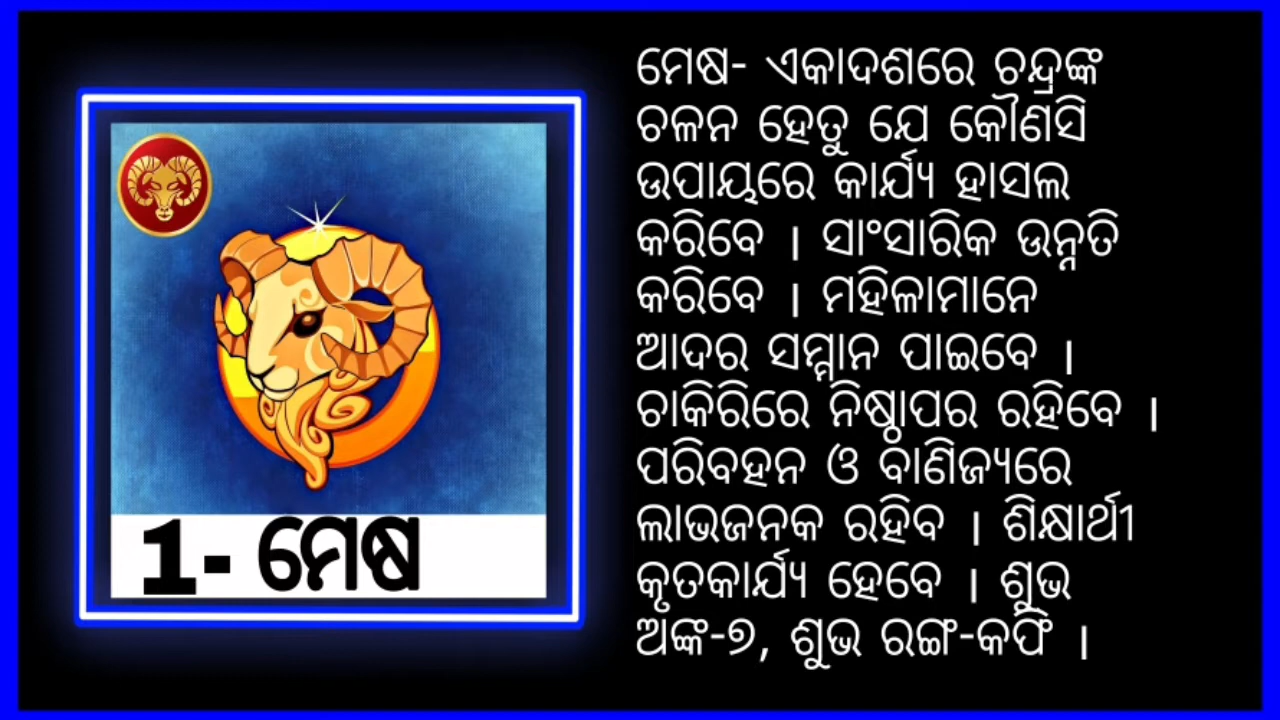 1- ମେଷ
ମେଷ- ଏକାଦଶରେ ଚନ୍ଦ୍ରଙ୍କ
ଚଳନ ହେତୁ ଯେ କୌଣସି
ଉପାୟରେ କାର୍ଯ୍ୟ ହାସଲ
କରିବେ | ସାଂସାରିକ ଉନ୍ନତି
କରିବେ | ମହିଳାମାନେ
ଆଦର ସମ୍ମାନ ପାଇବେ |
ଚାକିରିରେ ନିଷ୍ଠାପର ରହିବେ |
ପରିବହନ ଓ ବାଣିଜ୍ୟରେ
ଲାଭଜନକ ରହିବ | ଶିକ୍ଷାର୍ଥୀ
କୃତକାର୍ଯ୍ୟ ହେବେ | ଶୁଭ
ଅଙ୍କ-୭, ଶୁଭ ରଙ୍ଗ-କଫି |